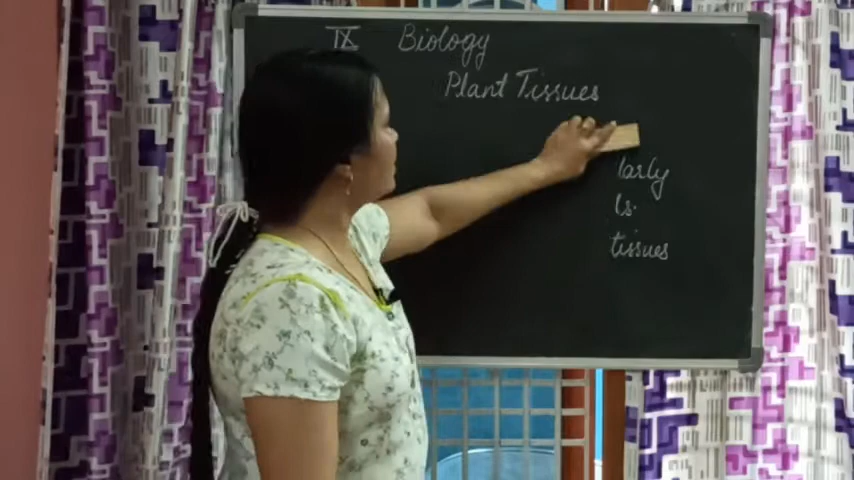 IX Biology
Plant Tissues
larly
ls.
tissues